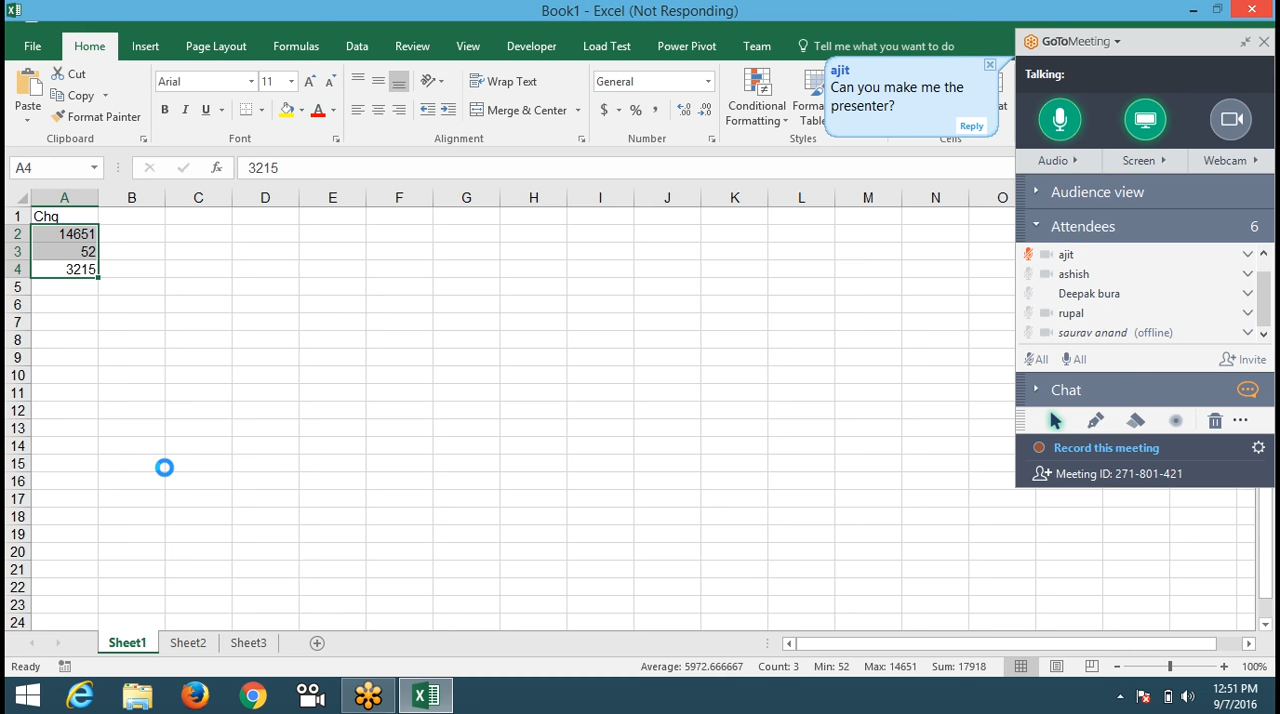 Book1 - Excel (Not Responding)
File Home Insert Page Layout Formulas Data Review View Developer Load Test Power Pivot Team Tell me what you want to do
Cut
Copy
Format Painter
Paste
Clipboard
Arial 11
B I U
Font
Wrap Text
Merge & Center
Alignment
General
$ % ,
Number
Conditional
Formatting
Table
Styles
Cells
ajit
Can you make me the
presenter?
Reply
GoToMeeting
Talking:
Audio Screen Webcam
Audience view
Attendees 6
ajit
ashish
Deepak bura
rupal
saurav anand (offline)
All All Invite
Chat
Record this meeting
Meeting ID: 271-801-421
A4 fx 3215
A B C D E F G H I J K L M N O
1 Chq
2 14651
3 52
4 3215
5
6
7
8
9
10
11
12
13
14
15
16
17
18
19
20
21
22
23
24
Sheet1 Sheet2 Sheet3
Ready Average: 5972.666667 Count: 3 Min: 52 Max: 14651 Sum: 17918 100%
12:51 PM
9/7/2016